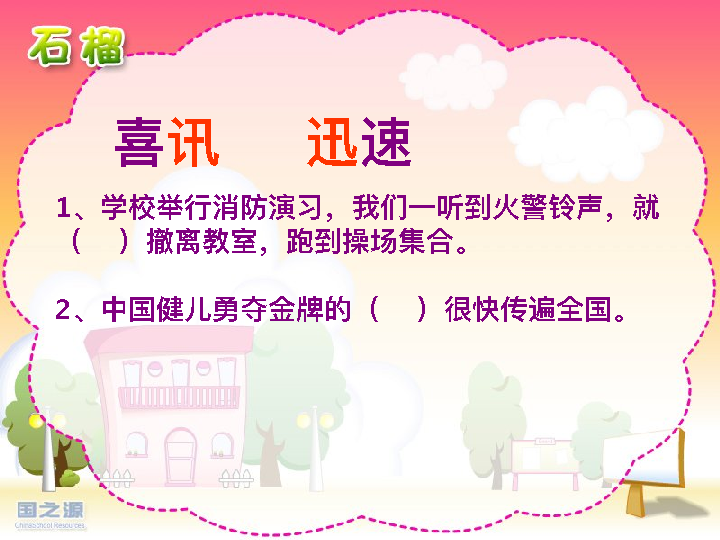 石榴
喜讯 迅速
1、学校举行消防演习，我们一听到火警铃声，就
（ ）撤离教室，跑到操场集合。
2、中国健儿勇夺金牌的（ ）很快传遍全国。
国之源